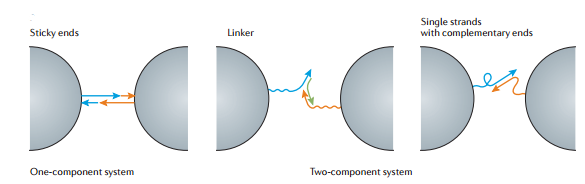 Sticky ends
Linker
Single strands
with complementary ends
One-component system
Two-component system